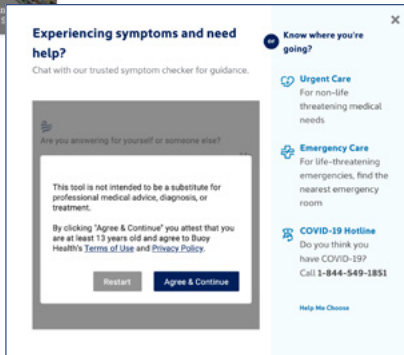 Experiencing symptoms and need
help?
Chat with our trusted symptom checker for guidance.
Are you answering for yourself or someone else?
This tool is not intended to be a substitute for
professional medical advice, diagnosis, or
treatment.
By clicking "Agree & Continue" you attest that you
are at least 13 years old and agree to Buoy
Health's Terms of Use and Privacy Policy.
Restart
Agree & Continue
or
Know where you're
going?
Urgent Care
For non-life
threatening medical
needs
Emergency Care
For life-threatening
emergencies, find the
nearest emergency
room
COVID-19 Hotline
Do you think you
have COVID-19?
Call 1-844-549-1851
Help Me Choose